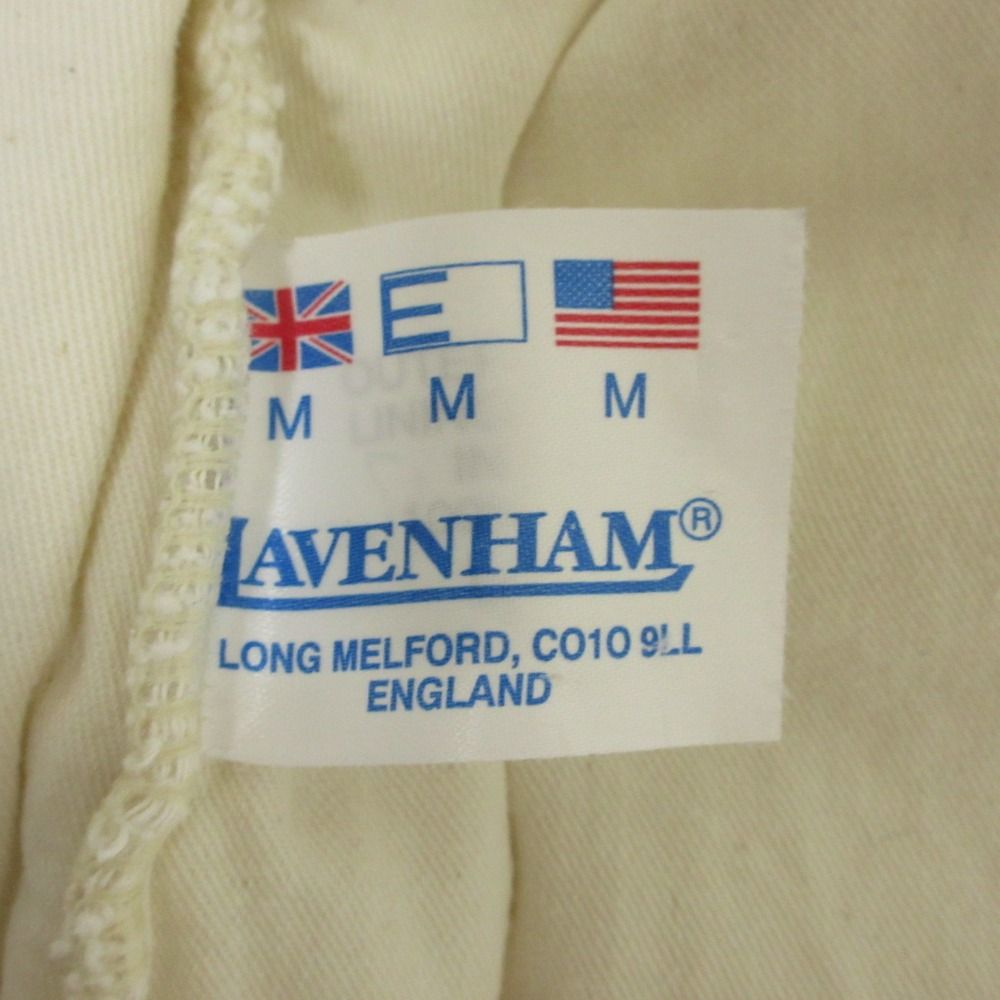 E
M M M
LAVENHAM®
LONG MELFORD, CO10 9LL
ENGLAND